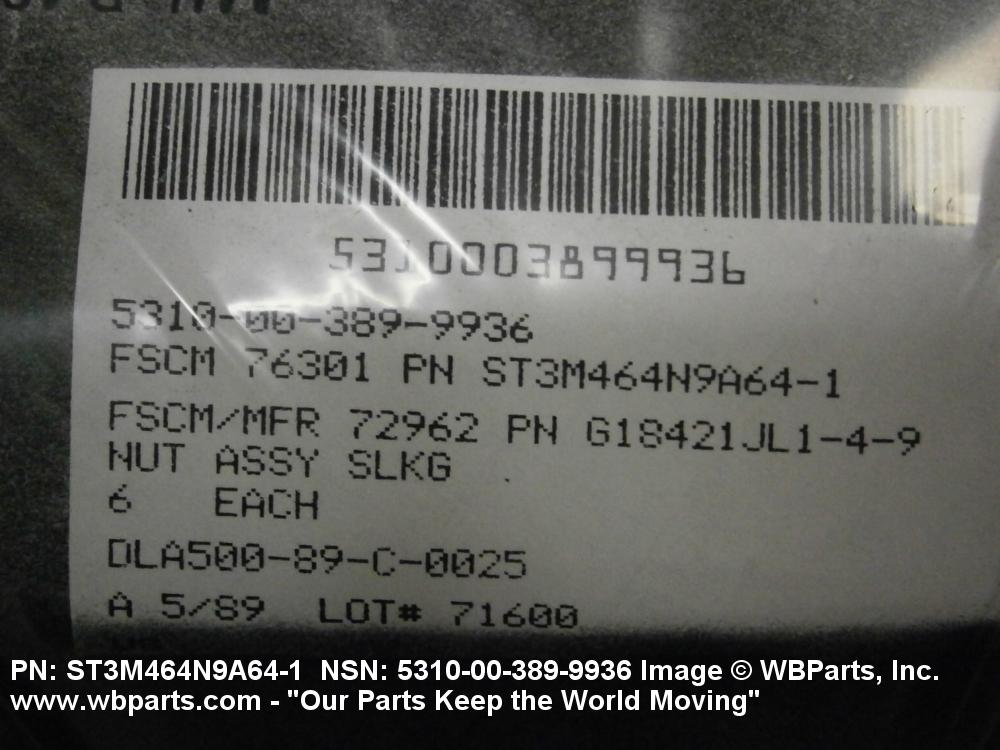 5310003899936
5310-00-389-9936
FSCM 76301 PN ST3M464N9A64-1
FSCM/MFR 72962 PN G18421JL1-4-9
NUT ASSY SLKG
6 EACH
DLA500-89-C-0025
A 5/89 LOT# 71600
PN: ST3M464N9A64-1 NSN: 5310-00-389-9936 Image © WBParts, Inc.
www.wbparts.com - "Our Parts Keep the World Moving"